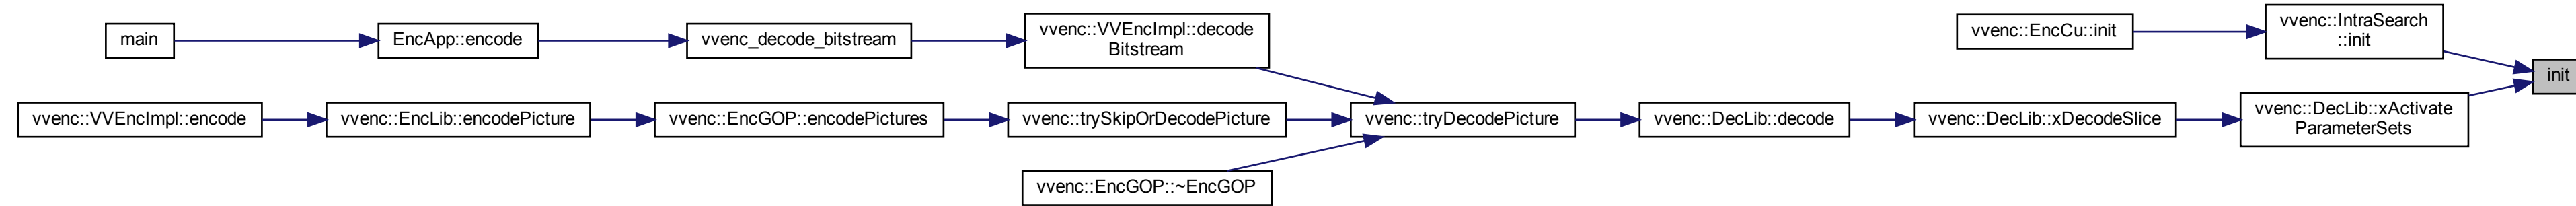 main
EncApp::encode
vvenc_decode_bitstream
vvenc::VVEncImpl::decode
Bitstream
vvenc::EncCu::init
vvenc::IntraSearch
::init
init
vvenc::VVEncImpl::encode
vvenc::EncLib::encodePicture
vvenc::EncGOP::encodePictures
vvenc::trySkipOrDecodePicture
vvenc::tryDecodePicture
vvenc::DecLib::decode
vvenc::DecLib::xDecodeSlice
vvenc::DecLib::xActivate
ParameterSets
vvenc::EncGOP::~EncGOP